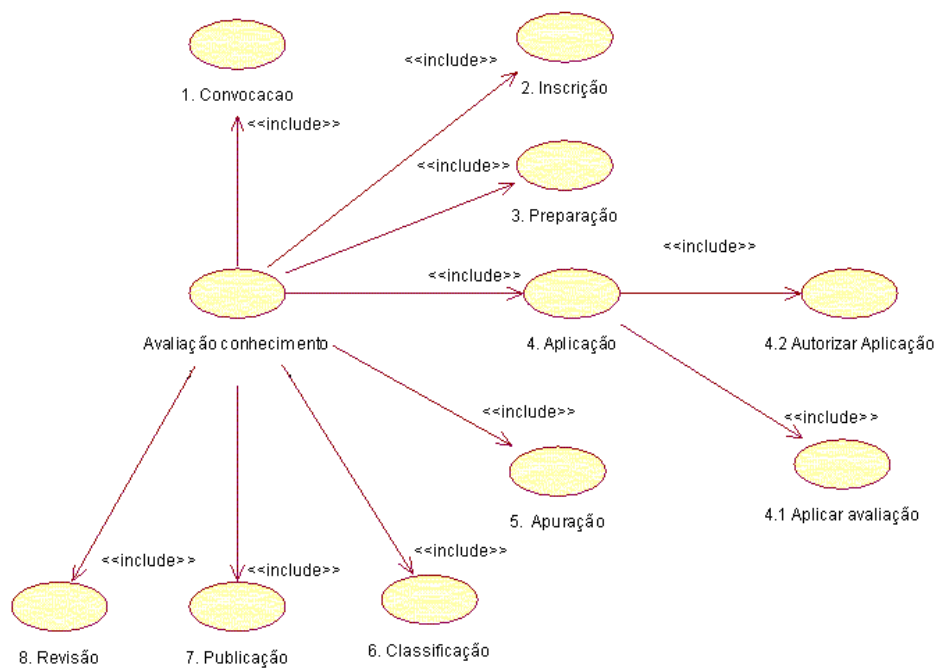 <<include>>
2. Inscrição
1. Convocacao
<<include>>
<<include>>
3. Preparação
<<include>>
<<include>>
Avaliação conhecimento
4. Aplicação
4.2 Autorizar Aplicação
<<include>>
<<include>>
5. Apuração
4.1 Aplicar avaliação
<<include>>
<<include>>
<<include>>
8. Revisão
7. Publicação
6. Classificação